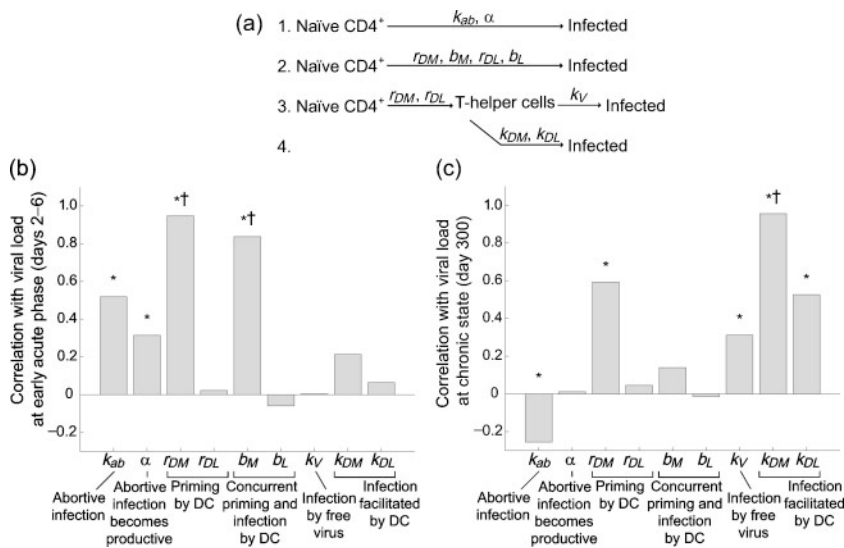 (a)
1. Naïve CD4⁺ k_ab, α Infected
2. Naïve CD4⁺ r_DM, b_M, r_DL, b_L Infected
3. Naïve CD4⁺ r_DM, r_DL T-helper cells k_V Infected
4. k_DM, k_DL Infected
(b)
Correlation with viral load
at early acute phase (days 2–6)
1.0
0.8
0.6
0.4
0.2
0
−0.2
*
*
*†
*†
k_ab α r_DM r_DL b_M b_L k_V k_DM k_DL
Abortive
infection
Abortive
infection
becomes
productive
Priming
by DC
Concurrent
priming and
infection
by DC
Infection
by free
virus
Infection
facilitated
by DC
(c)
Correlation with viral load
at chronic state (day 300)
1.0
0.8
0.6
0.4
0.2
0
−0.2
*
*
*
*†
*
k_ab α r_DM r_DL b_M b_L k_V k_DM k_DL
Abortive
infection
Abortive
infection
becomes
productive
Priming
by DC
Concurrent
priming and
infection
by DC
Infection
by free
virus
Infection
facilitated
by DC